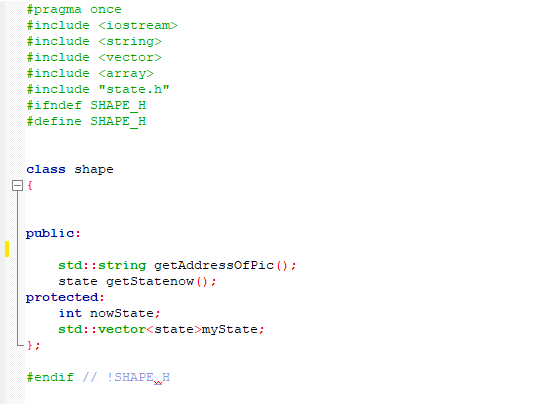 #pragma once
#include <iostream>
#include <string>
#include <vector>
#include <array>
#include "state.h"
#ifndef SHAPE_H
#define SHAPE_H
class shape
{
public:
std::string getAddressOfPic();
state getStatenow();
protected:
int nowState;
std::vector<state>myState;
};
#endif // !SHAPE_H